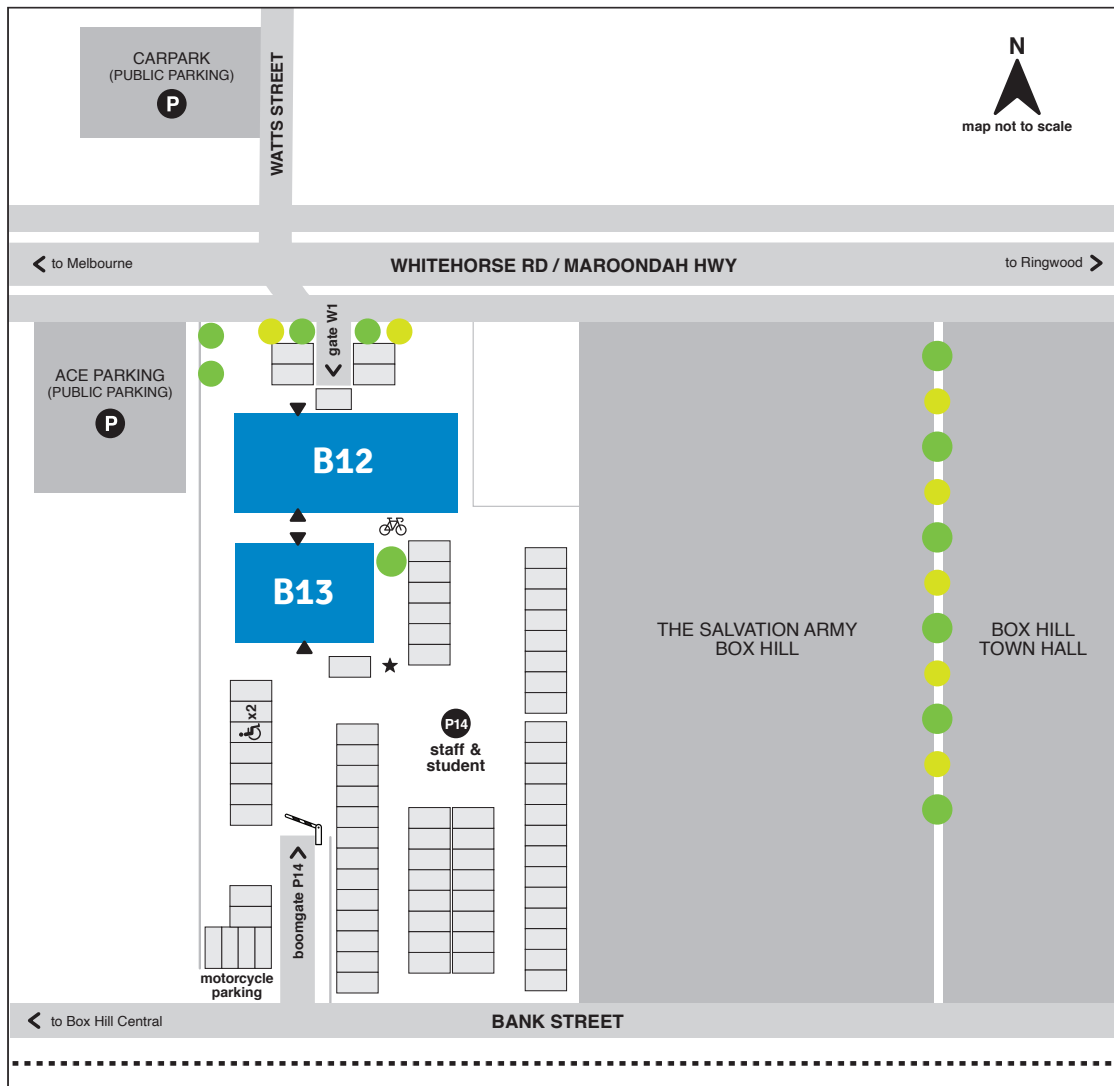 CARPARK
(PUBLIC PARKING)
P
WATTS STREET
N
map not to scale
to Melbourne
WHITEHORSE RD / MAROONDAH HWY
to Ringwood
gate W1
ACE PARKING
(PUBLIC PARKING)
P
B12
B13
THE SALVATION ARMY
BOX HILL
BOX HILL
TOWN HALL
x2
P14
staff &
student
boomgate P14
motorcycle
parking
to Box Hill Central
BANK STREET